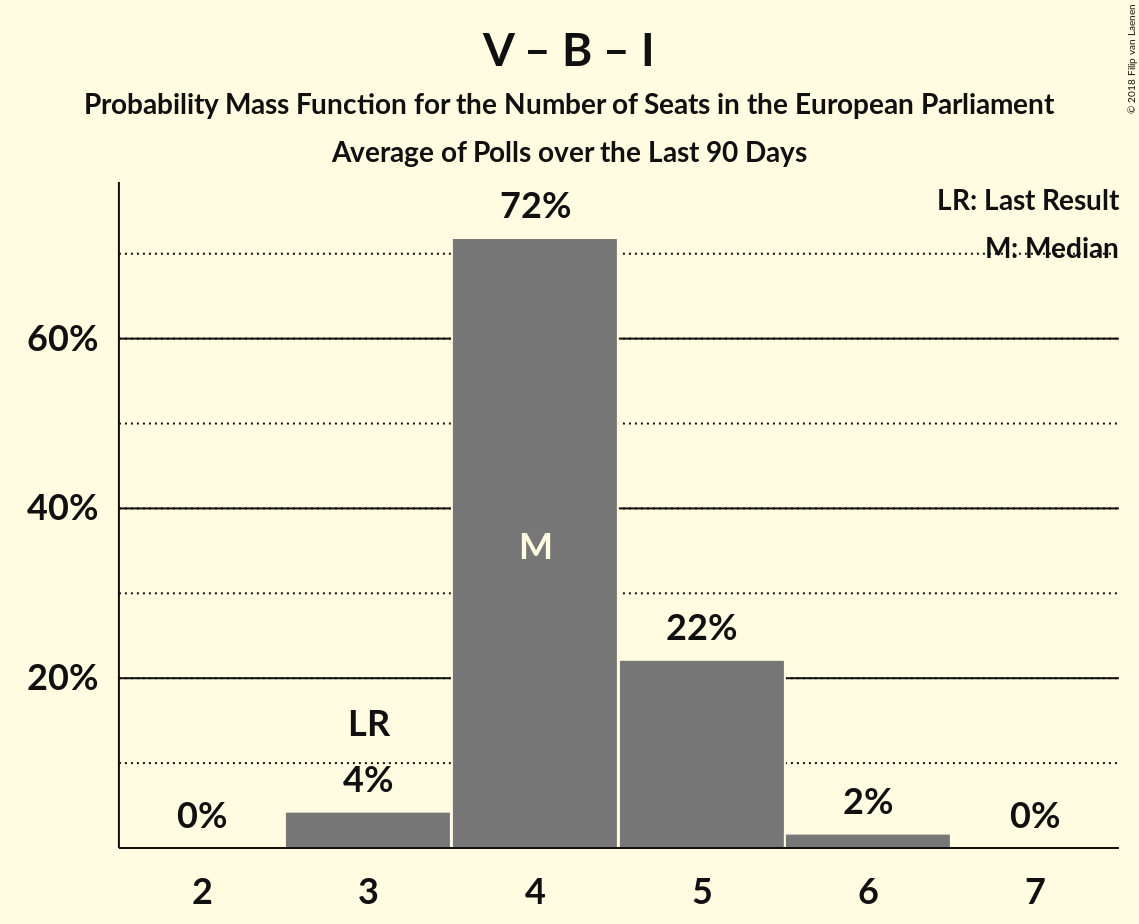 V – B – I
Probability Mass Function for the Number of Seats in the European Parliament
Average of Polls over the Last 90 Days
© 2018 Filip van Laenen
LR: Last Result
M: Median
72%
60%
40%
M
22%
20%
LR
4%
0%
2%
0%
2 3 4 5 6 7